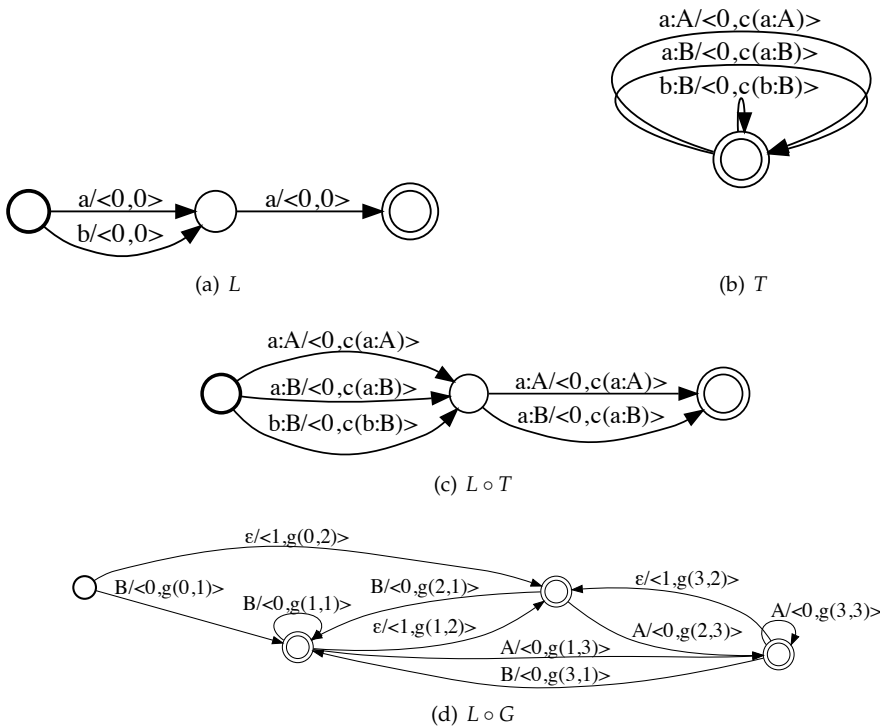 a:A/<0,c(a:A)>
a:B/<0,c(a:B)>
b:B/<0,c(b:B)>
a/<0,0>
a/<0,0>
b/<0,0>
(a) L
(b) T
a:A/<0,c(a:A)>
a:A/<0,c(a:A)>
a:B/<0,c(a:B)>
b:B/<0,c(b:B)>
a:B/<0,c(a:B)>
(c) L ∘ T
ε/<1,g(0,2)>
B/<0,g(0,1)>
B/<0,g(2,1)>
ε/<1,g(3,2)>
B/<0,g(1,1)>
A/<0,g(3,3)>
ε/<1,g(1,2)>
A/<0,g(2,3)>
A/<0,g(1,3)>
B/<0,g(3,1)>
(d) L ∘ G